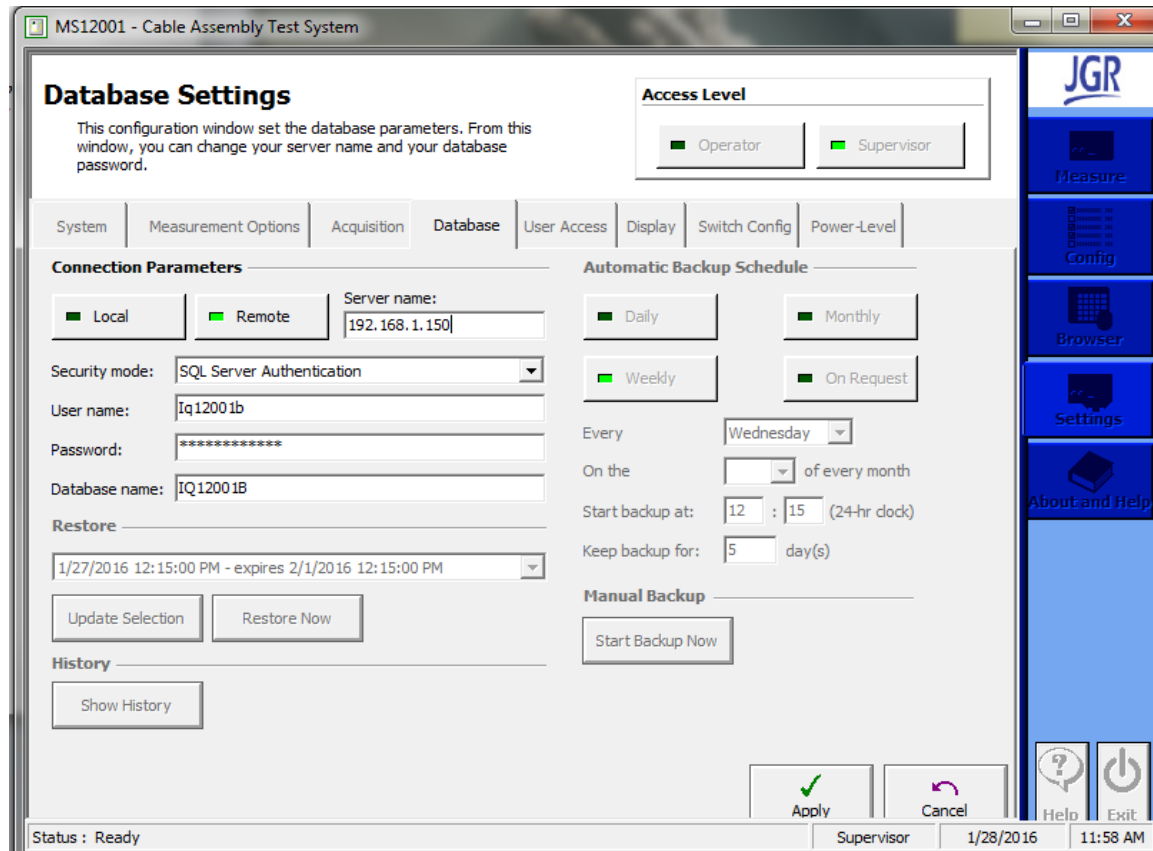 MS12001 - Cable Assembly Test System
Database Settings
This configuration window set the database parameters. From this
window, you can change your server name and your database
password.
Access Level
Operator
Supervisor
System
Measurement Options
Acquisition
Database
User Access
Display
Switch Config
Power-Level
Connection Parameters
Local
Remote
Server name:
192.168.1.150
Security mode:
SQL Server Authentication
User name:
Iq12001b
Password:
************
Database name:
IQ12001B
Restore
1/27/2016 12:15:00 PM - expires 2/1/2016 12:15:00 PM
Update Selection
Restore Now
History
Show History
Automatic Backup Schedule
Daily
Monthly
Weekly
On Request
Every
Wednesday
On the
of every month
Start backup at:
12 : 15 (24-hr clock)
Keep backup for:
5 day(s)
Manual Backup
Start Backup Now
Apply
Cancel
JGR
Measure
Config
Browser
Settings
About and Help
Help
Exit
Status : Ready
Supervisor
1/28/2016
11:58 AM